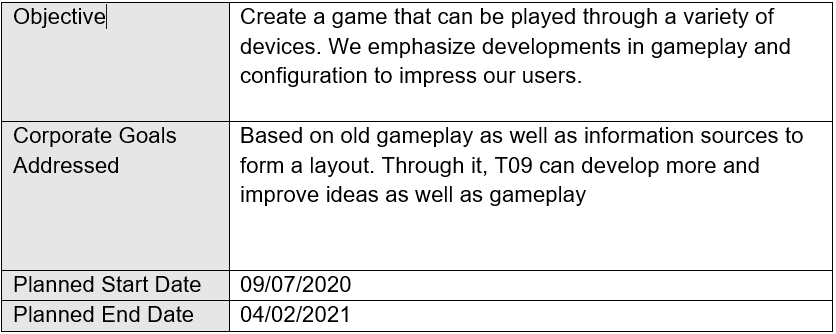 Objective
Create a game that can be played through a variety of
devices. We emphasize developments in gameplay and
configuration to impress our users.
Corporate Goals
Addressed
Based on old gameplay as well as information sources to
form a layout. Through it, T09 can develop more and
improve ideas as well as gameplay
Planned Start Date
09/07/2020
Planned End Date
04/02/2021